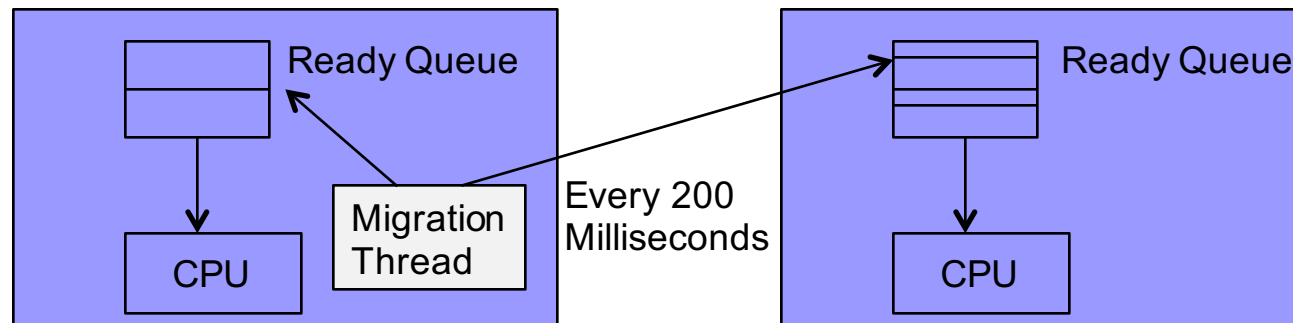 Ready Queue
Ready Queue
Migration
Thread
Every 200
Milliseconds
CPU
CPU